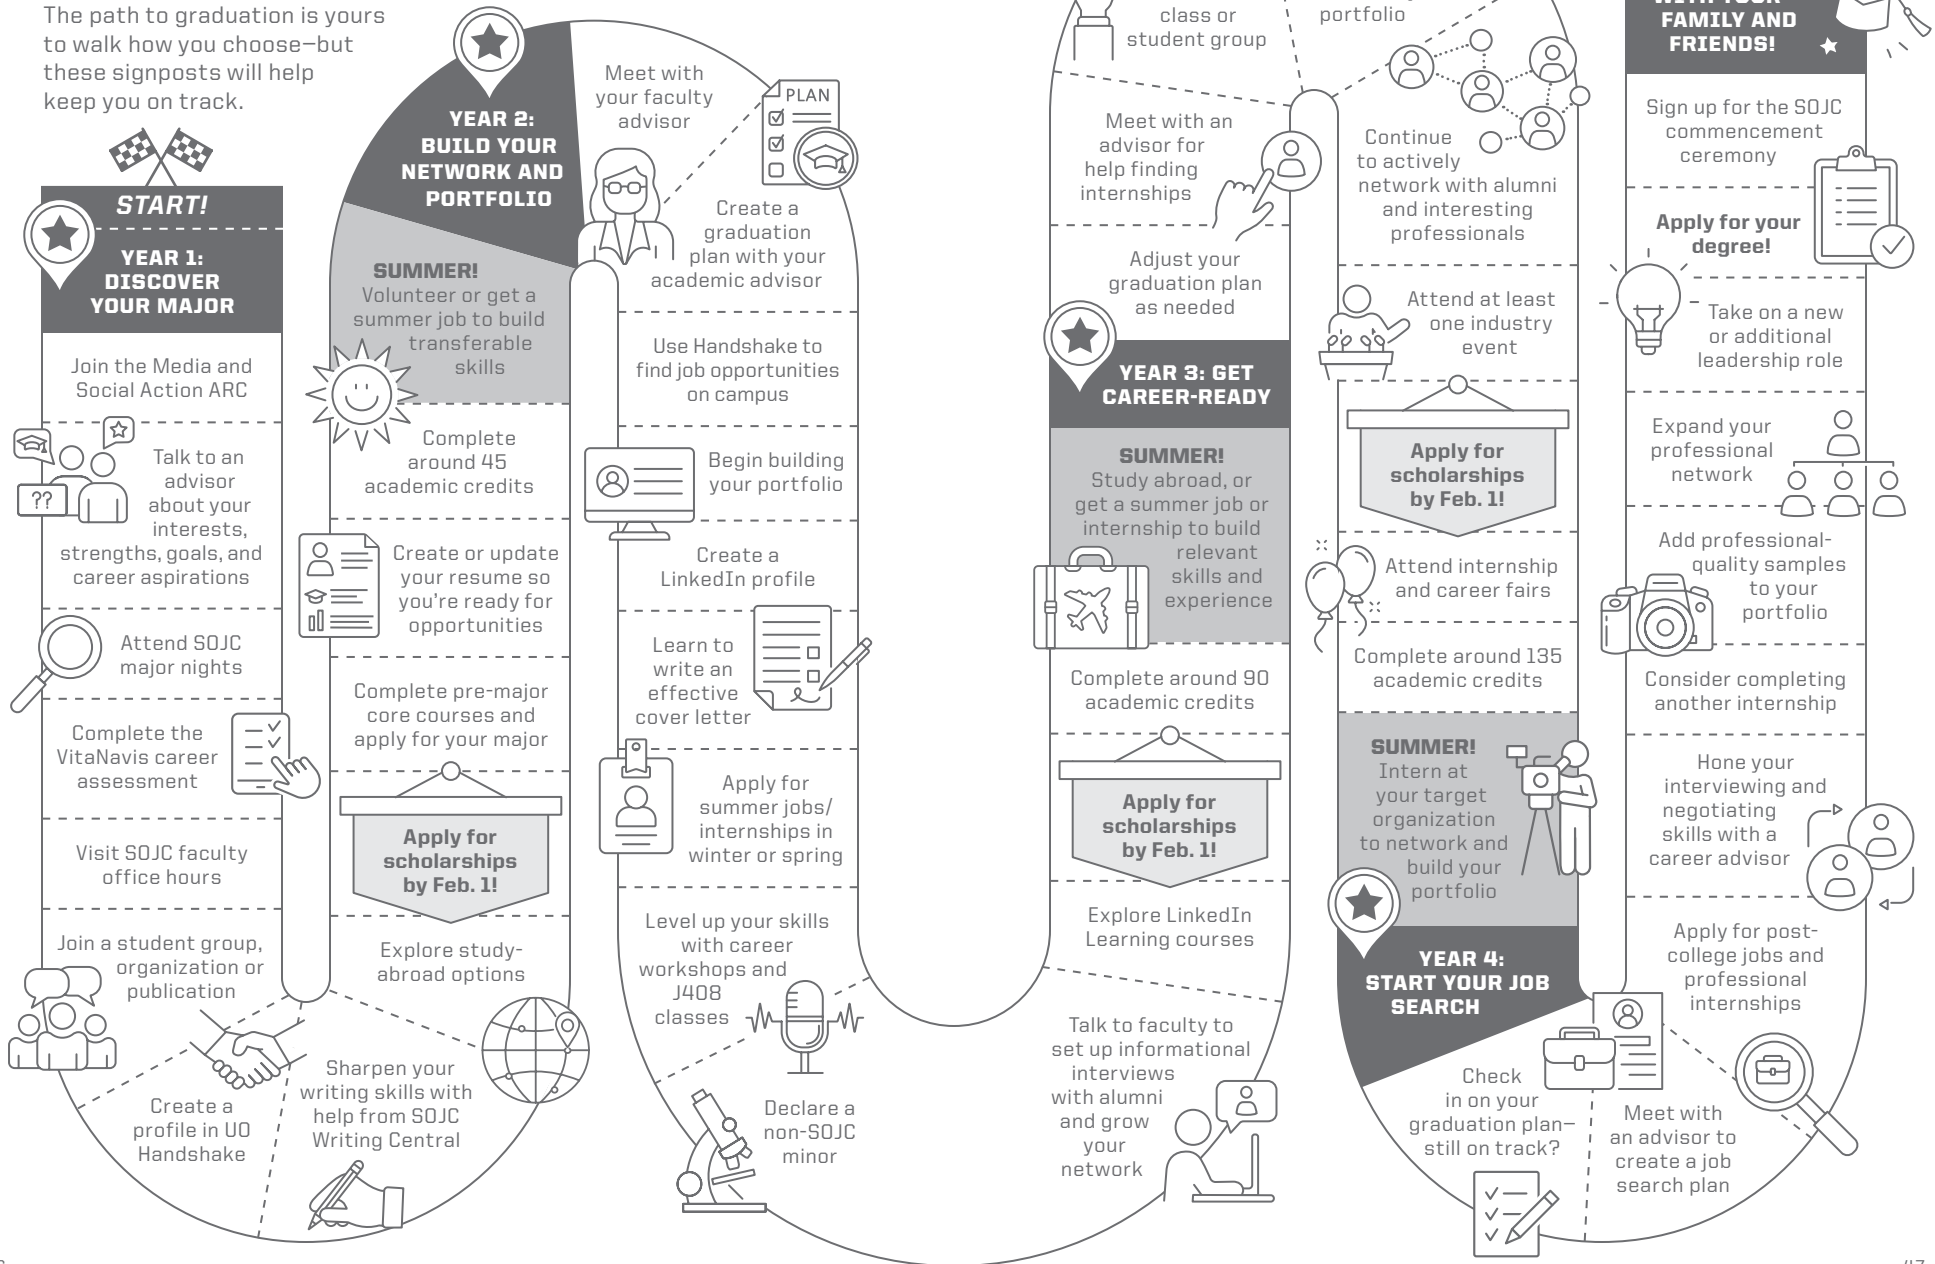 The path to graduation is yours
to walk how you choose—but
these signposts will help
keep you on track.
START!
YEAR 1:
DISCOVER
YOUR MAJOR
Join the Media and
Social Action ARC
Talk to an
advisor
about your
interests,
strengths, goals, and
career aspirations
??
Attend SOJC
major nights
Complete the
VitaNavis career
assessment
Visit SOJC faculty
office hours
Join a student group,
organization or
publication
Create a
profile in UO
Handshake
Sharpen your
writing skills with
help from SOJC
Writing Central
Explore study-
abroad options
Apply for
scholarships
by Feb. 1!
Complete pre-major
core courses and
apply for your major
Create or update
your resume so
you're ready for
opportunities
Complete
around 45
academic credits
SUMMER!
Volunteer or get a
summer job to build
transferable
skills
YEAR 2:
BUILD YOUR
NETWORK AND
PORTFOLIO
Meet with
your faculty
advisor
PLAN
Create a
graduation
plan with your
academic advisor
Use Handshake to
find job opportunities
on campus
Begin building
your portfolio
Create a
LinkedIn profile
Learn to
write an
effective
cover letter
Apply for
summer jobs/
internships in
winter or spring
Level up your skills
with career
workshops and
J408
classes
Declare a
non-SOJC
minor
Talk to faculty to
set up informational
interviews
with alumni
and grow
your
network
Explore LinkedIn
Learning courses
Apply for
scholarships
by Feb. 1!
Complete around 90
academic credits
SUMMER!
Study abroad, or
get a summer job or
internship to build
relevant
skills and
experience
YEAR 3: GET
CAREER-READY
Adjust your
graduation plan
as needed
Meet with an
advisor for
help finding
internships
class or
student group
portfolio
Continue
to actively
network with alumni
and interesting
professionals
Attend at least
one industry
event
Apply for
scholarships
by Feb. 1!
Attend internship
and career fairs
Complete around 135
academic credits
SUMMER!
Intern at
your target
organization
to network and
build your
portfolio
YEAR 4:
START YOUR JOB
SEARCH
Check
in on your
graduation plan—
still on track?
Meet with
an advisor to
create a job
search plan
Apply for post-
college jobs and
professional
internships
Hone your
interviewing and
negotiating
skills with a
career advisor
Consider completing
another internship
Add professional-
quality samples
to your
portfolio
Expand your
professional
network
Take on a new
or additional
leadership role
Apply for your
degree!
Sign up for the SOJC
commencement
ceremony
WITH YOUR
FAMILY AND
FRIENDS!